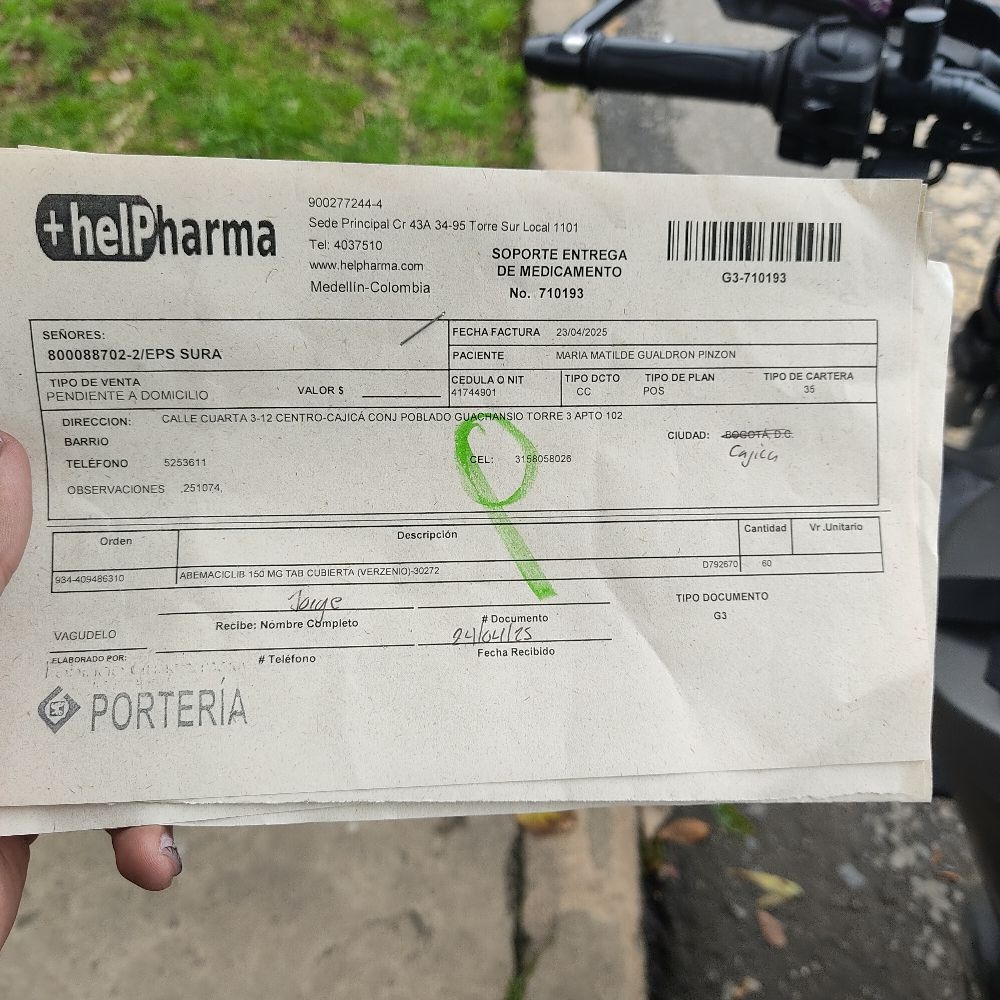 +helPharma
900277244-4
Sede Principal Cr 43A 34-95 Torre Sur Local 1101
Tel: 4037510
www.helpharma.com
Medellín-Colombia
SOPORTE ENTREGA
DE MEDICAMENTO
No. 710193
G3-710193
SEÑORES:
800088702-2/EPS SURA
FECHA FACTURA 23/04/2025
PACIENTE MARIA MATILDE GUALDRON PINZON
TIPO DE VENTA
PENDIENTE A DOMICILIO
VALOR $
CEDULA O NIT
41744901
TIPO DCTO
CC
TIPO DE PLAN
POS
TIPO DE CARTERA
35
DIRECCION: CALLE CUARTA 3-12 CENTRO-CAJICÁ CONJ POBLADO GUACHANSIO TORRE 3 APTO 102
BARRIO
CIUDAD: BOGOTÁ, D.C.
Cajica
TELÉFONO 5253611
CEL: 3158058026
OBSERVACIONES ,251074,
Orden Descripción Cantidad Vr .Unitario
934-409486310 ABEMACICLIB 150 MG TAB CUBIERTA (VERZENIO)-30272 D792670 60
Jorge
Recibe: Nombre Completo
# Documento
TIPO DOCUMENTO
G3
VAGUDELO
24/04/25
ELABORADO POR:
# Teléfono
Fecha Recibido
PORTERÍA